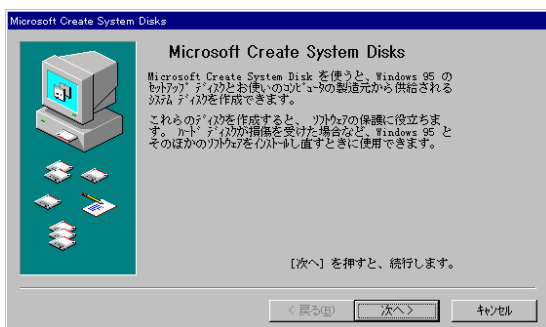 Microsoft Create System Disks
Microsoft Create System Disks
Microsoft Create System Disk を使うと、Windows 95 の
ｾｯﾄｱｯﾌﾟ ﾃﾞｨｽｸとお使いのｺﾝﾋﾟｭｰﾀの製造元から供給される
ｼｽﾃﾑ ﾃﾞｨｽｸを作成できます。
これらのﾃﾞｨｽｸを作成すると、 ｿﾌﾄｳｪｱの保護に役立ちま
す。 ﾊｰﾄﾞ ﾃﾞｨｽｸが損傷を受けた場合など、Windows 95 と
そのほかのｿﾌﾄｳｪｱをｲﾝｽﾄｰﾙし直すときに使用できます。
[次へ] を押すと、続行します。
< 戻る(B)
次へ >
ｷｬﾝｾﾙ